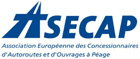 ASECAP
Association Européenne des Concessionnaires
d'Autoroutes et d'Ouvrages à Péage